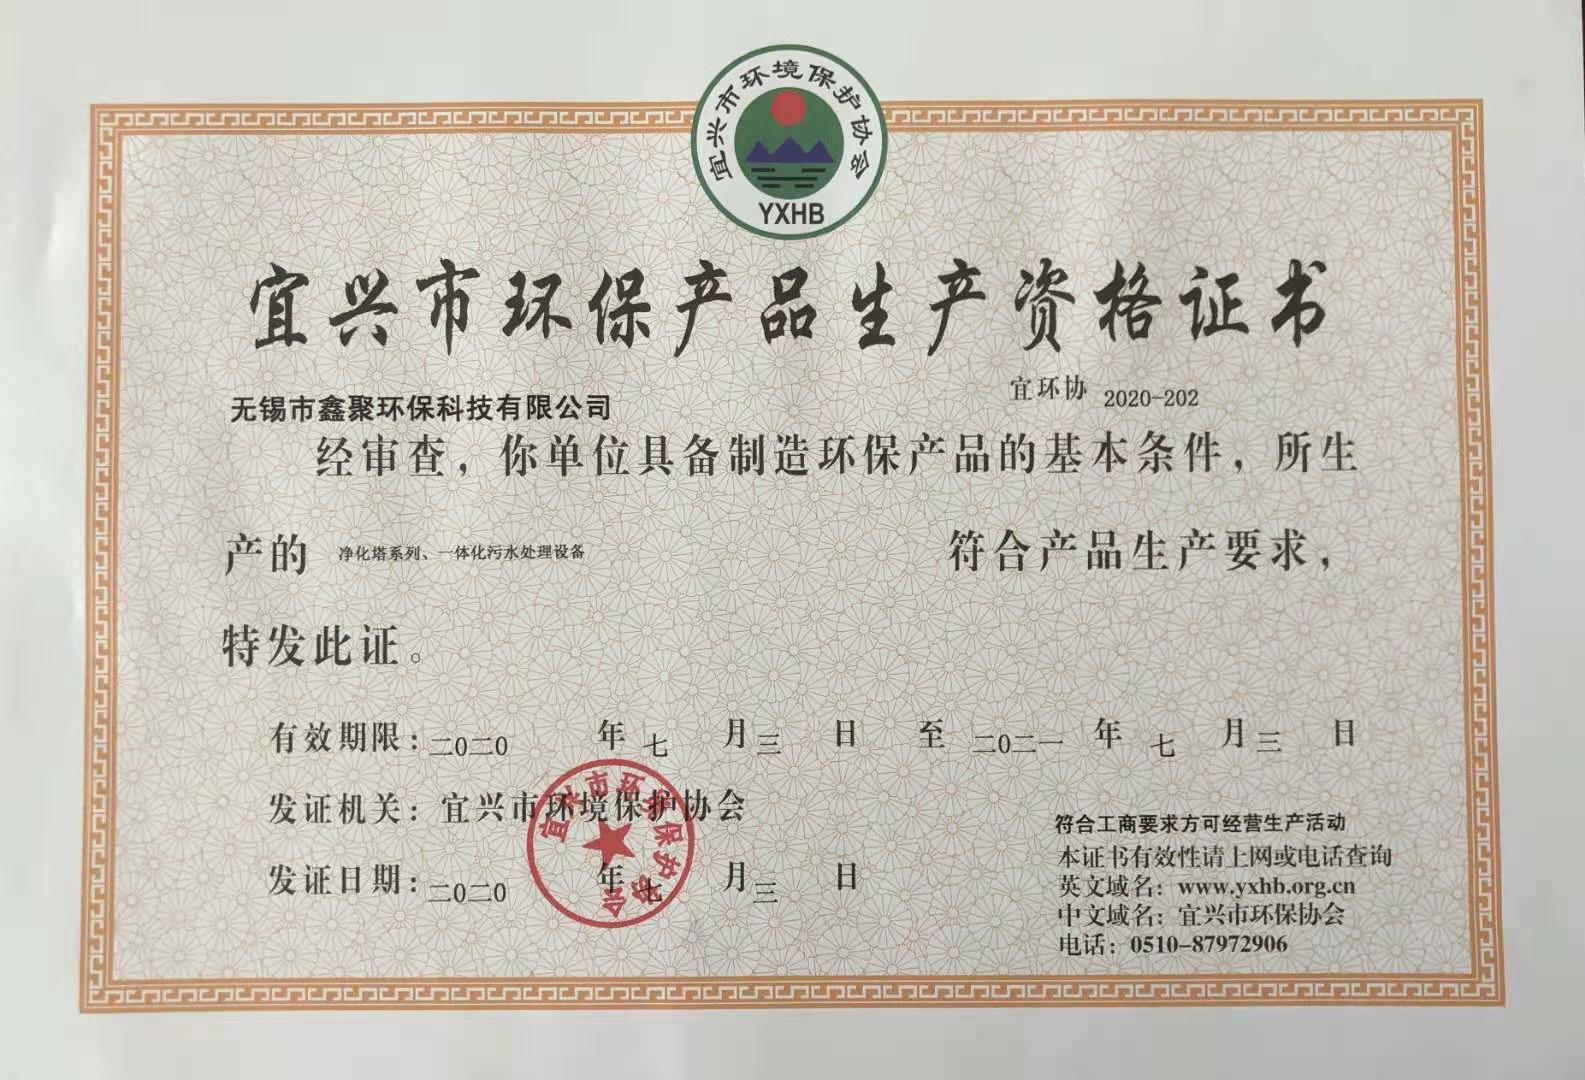 宜兴市环境保护协会
YXHB
宜兴市环保产品生产资格证书
宜环协 2020-202
无锡市鑫聚环保科技有限公司
经审查，你单位具备制造环保产品的基本条件，所生
产的 净化塔系列、一体化污水处理设备 符合产品生产要求，
特发此证。
有效期限：二〇二〇 年 七 月 三 日 至 二〇二一 年 七 月 三 日
发证机关：宜兴市环境保护协会
发证日期：二〇二〇 年 七 月 三 日
宜兴市环境保护协会
符合工商要求方可经营生产活动
本证书有效性请上网或电话查询
英文域名：www.yxhb.org.cn
中文域名：宜兴市环保协会
电话：0510-87972906